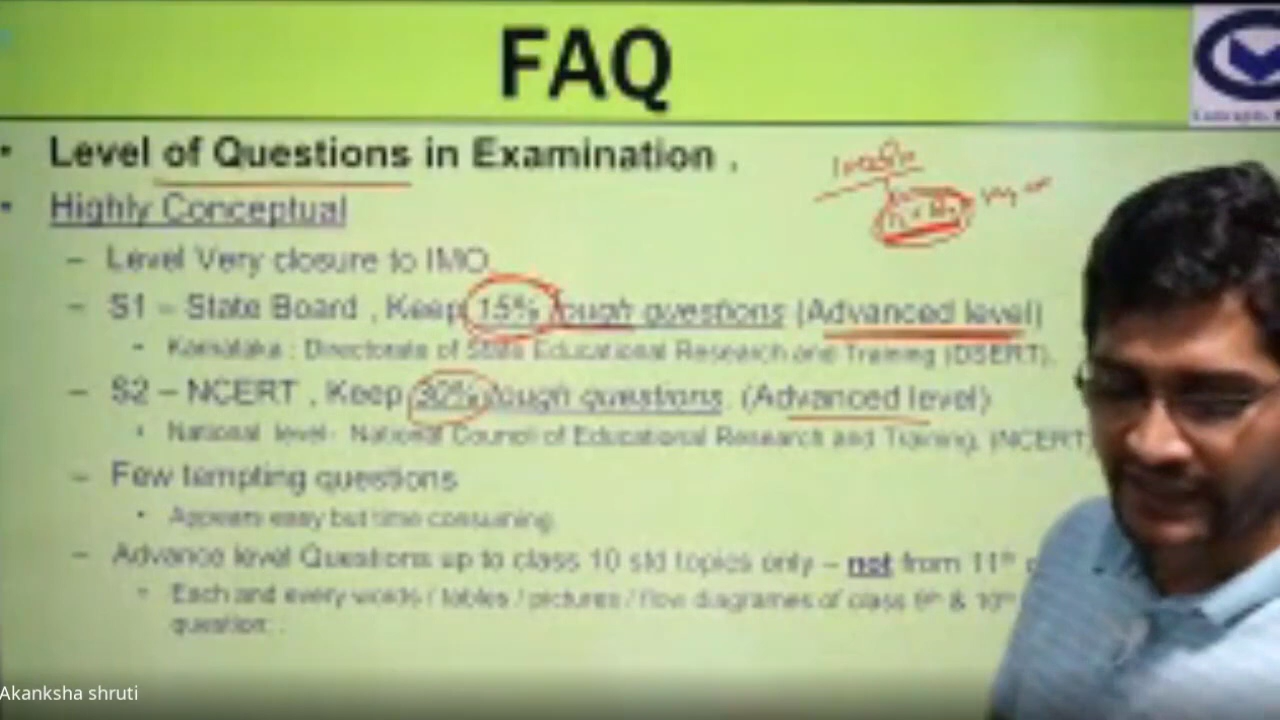 FAQ
• Level of Questions in Examination .
• Highly Conceptual
– Level Very closure to IMO
– S1 – State Board , Keep 15% tough questions (Advanced level)
• Karnataka : Directorate of State Educational Research and Training (DSERT).
– S2 – NCERT , Keep 30% tough questions. (Advanced level)
• National level- National Council of Educational Research and Training. (NCERT
– Few tempting questions
• Appears easy but time consuming.
– Advance level Questions up to class 10 std topics only – not from 11th
• Each and every words / tables / pictures / flow diagrames of class 9th & 10th
question .
Akanksha shruti